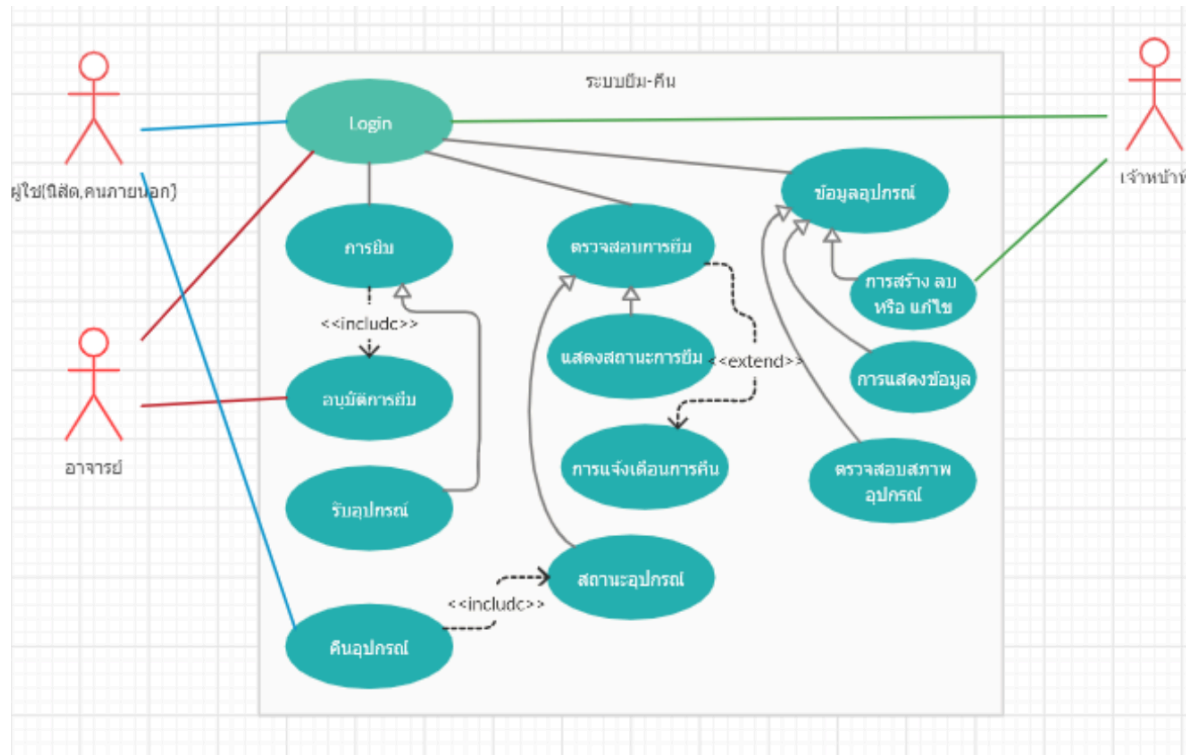 ระบบยืม-คืน
Login
ผู้ใช้(นิสิต,คนภายนอก)
เจ้าหน้าที่
ข้อมูลอุปกรณ์
การยืม
ตรวจสอบการยืม
การสร้าง ลบ
หรือ แก้ไข
<<include>>
แสดงสถานะการยืม
<<extend>>
การแสดงข้อมูล
อนุมัติการยืม
อาจารย์
การแจ้งเตือนการคืน
ตรวจสอบสภาพ
อุปกรณ์
รับอุปกรณ์
สถานะอุปกรณ์
<<include>>
คืนอุปกรณ์